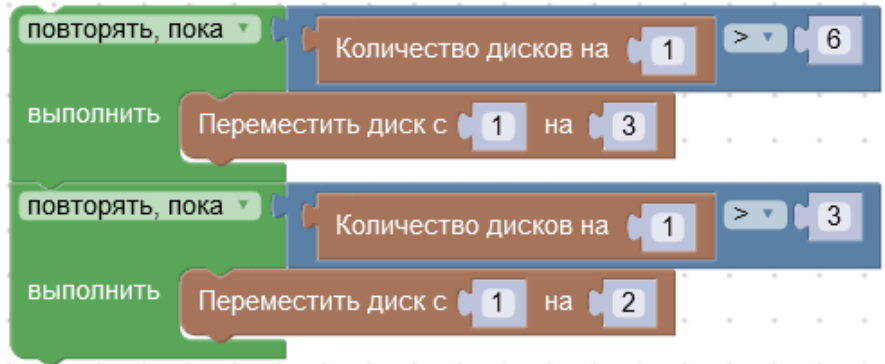 повторять, пока ▾ Количество дисков на 1 > ▾ 6
выполнить Переместить диск с 1 на 3
повторять, пока ▾ Количество дисков на 1 > ▾ 3
выполнить Переместить диск с 1 на 2